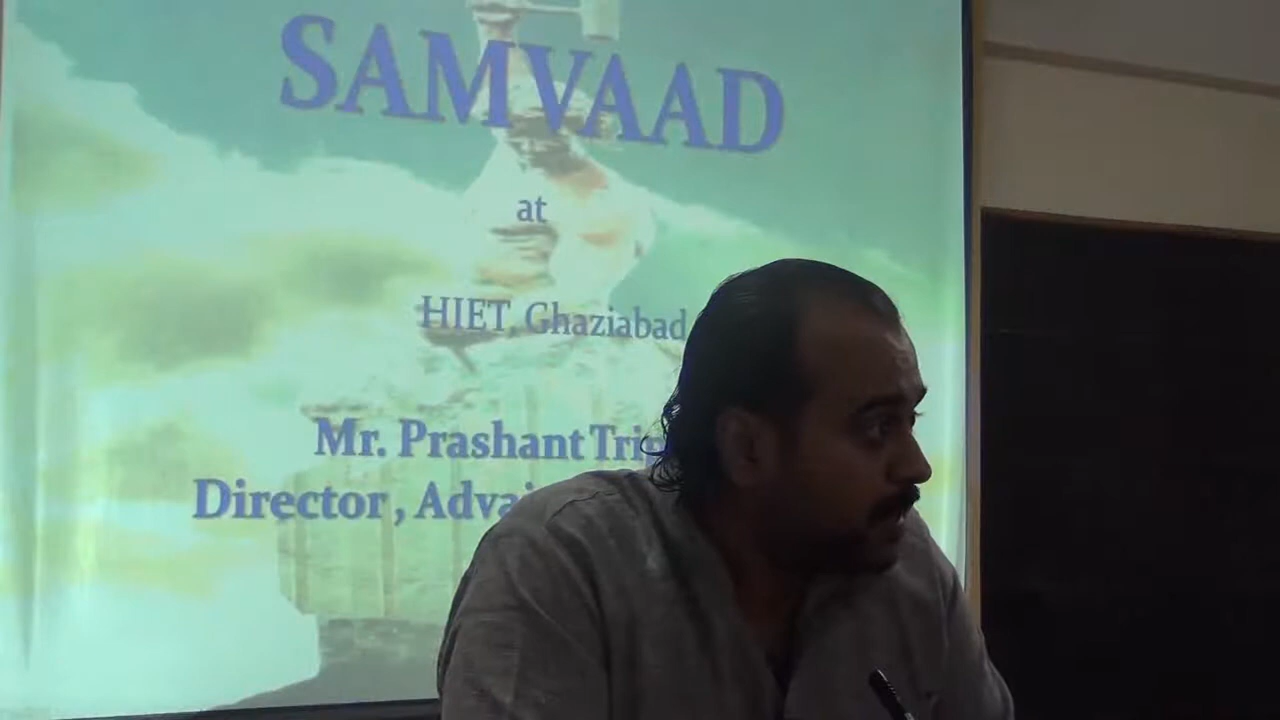 SAMVAAD
at
HIET, Ghaziabad
Mr. Prashant
Director,